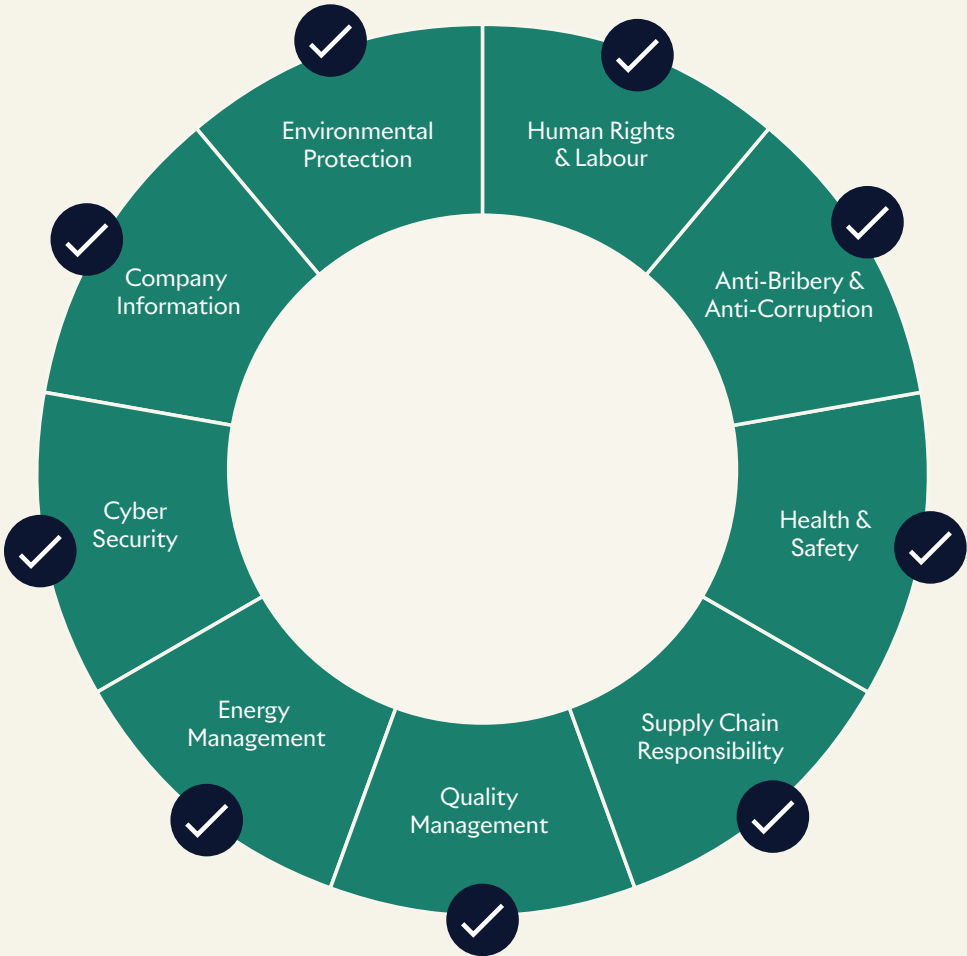 Environmental
Protection
Human Rights
& Labour
Anti-Bribery &
Anti-Corruption
Health &
Safety
Supply Chain
Responsibility
Quality
Management
Energy
Management
Cyber
Security
Company
Information